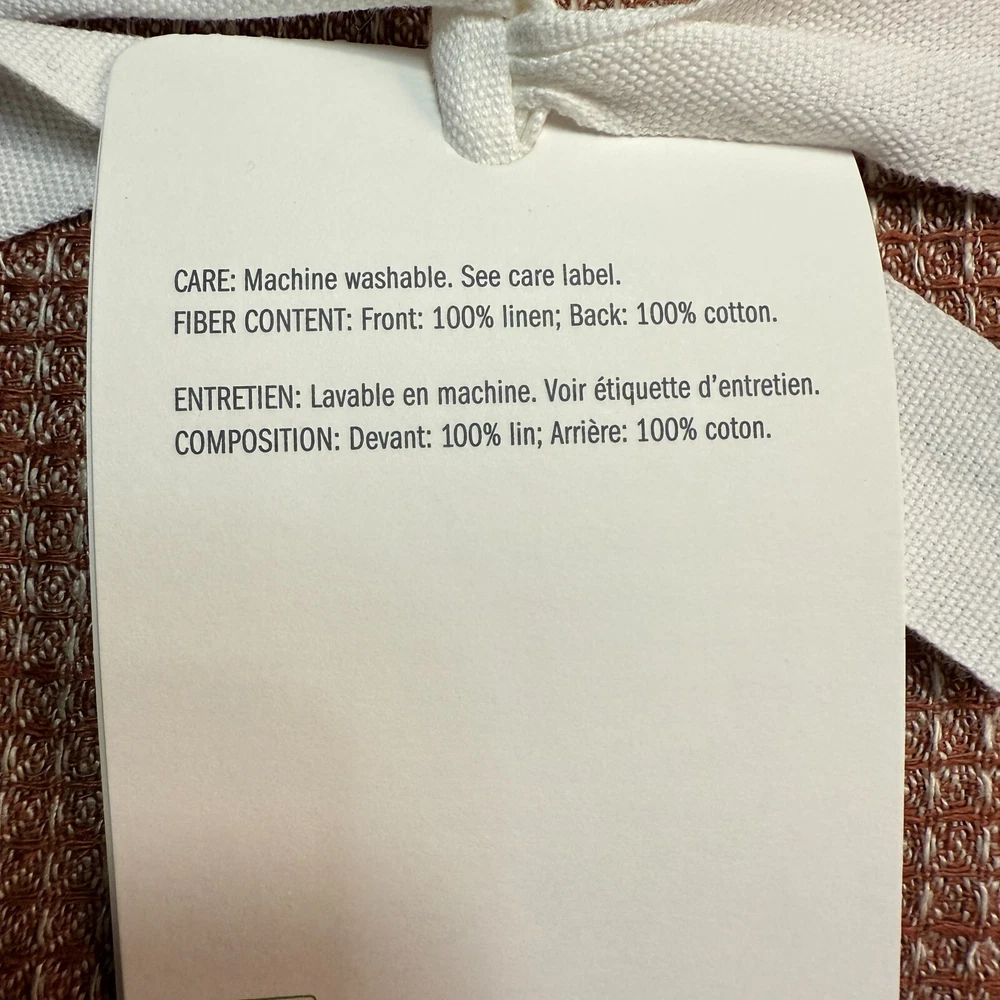 CARE: Machine washable. See care label.
FIBER CONTENT: Front: 100% linen; Back: 100% cotton.
ENTRETIEN: Lavable en machine. Voir étiquette d’entretien.
COMPOSITION: Devant: 100% lin; Arrière: 100% coton.